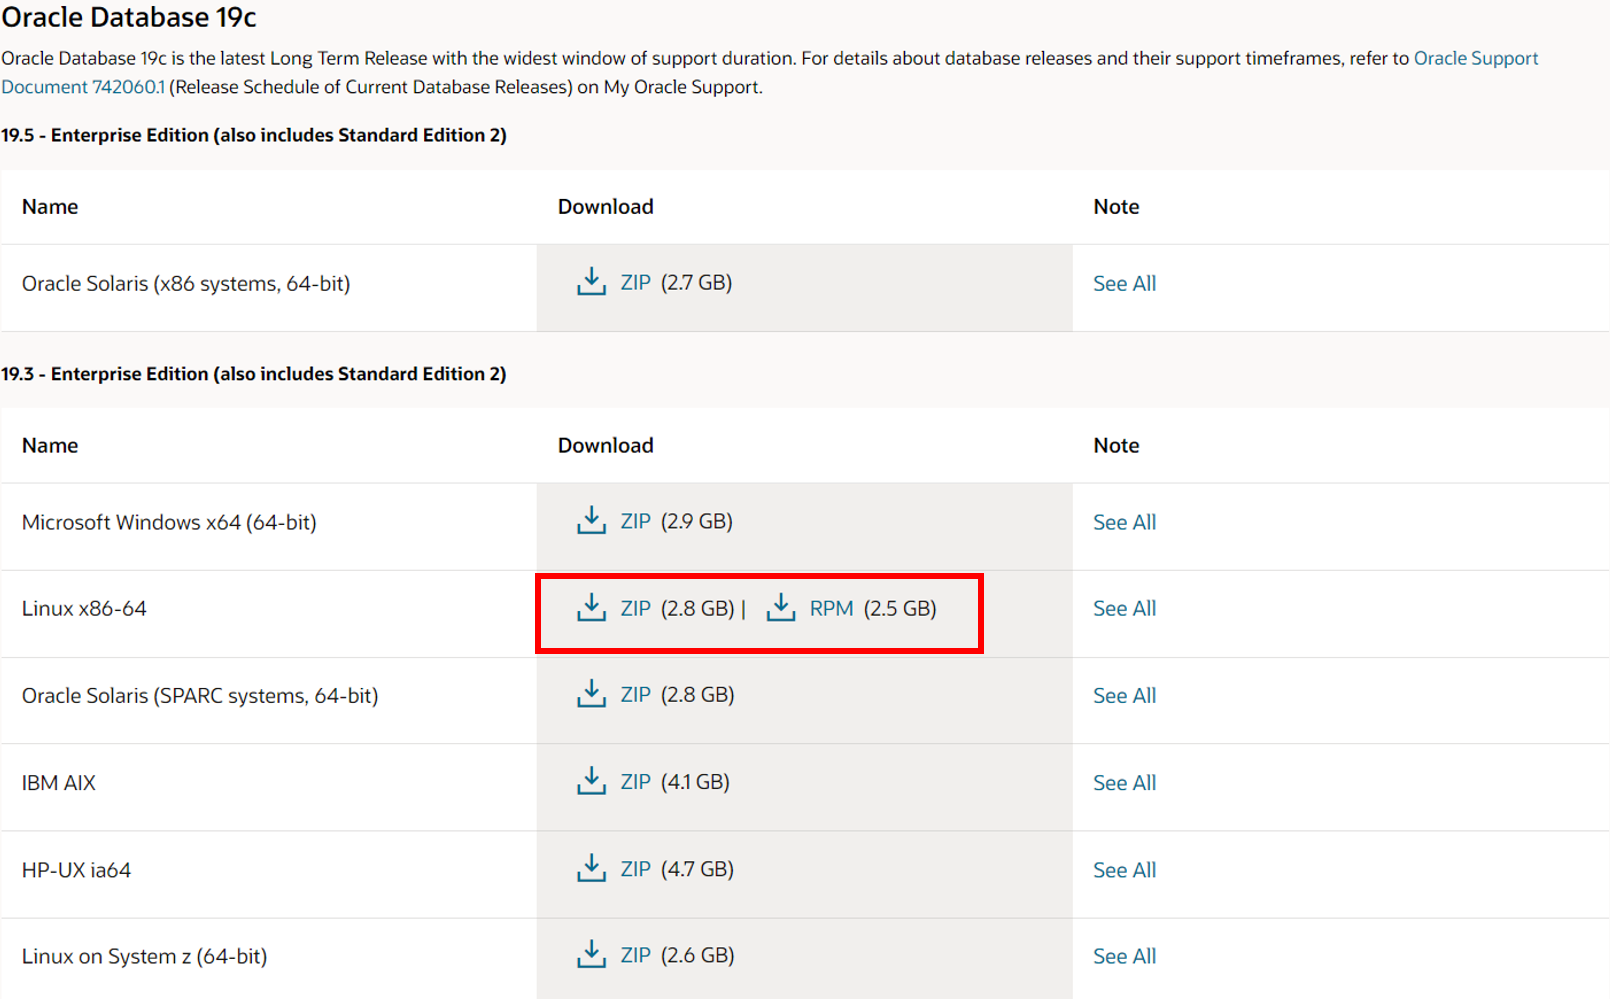 Oracle Database 19c
Oracle Database 19c is the latest Long Term Release with the widest window of support duration. For details about database releases and their support timeframes, refer to Oracle Support
Document 742060.1 (Release Schedule of Current Database Releases) on My Oracle Support.
19.5 - Enterprise Edition (also includes Standard Edition 2)
Name Download Note
Oracle Solaris (x86 systems, 64-bit) ZIP (2.7 GB) See All
19.3 - Enterprise Edition (also includes Standard Edition 2)
Name Download Note
Microsoft Windows x64 (64-bit) ZIP (2.9 GB) See All
Linux x86-64 ZIP (2.8 GB) | RPM (2.5 GB) See All
Oracle Solaris (SPARC systems, 64-bit) ZIP (2.8 GB) See All
IBM AIX ZIP (4.1 GB) See All
HP-UX ia64 ZIP (4.7 GB) See All
Linux on System z (64-bit) ZIP (2.6 GB) See All